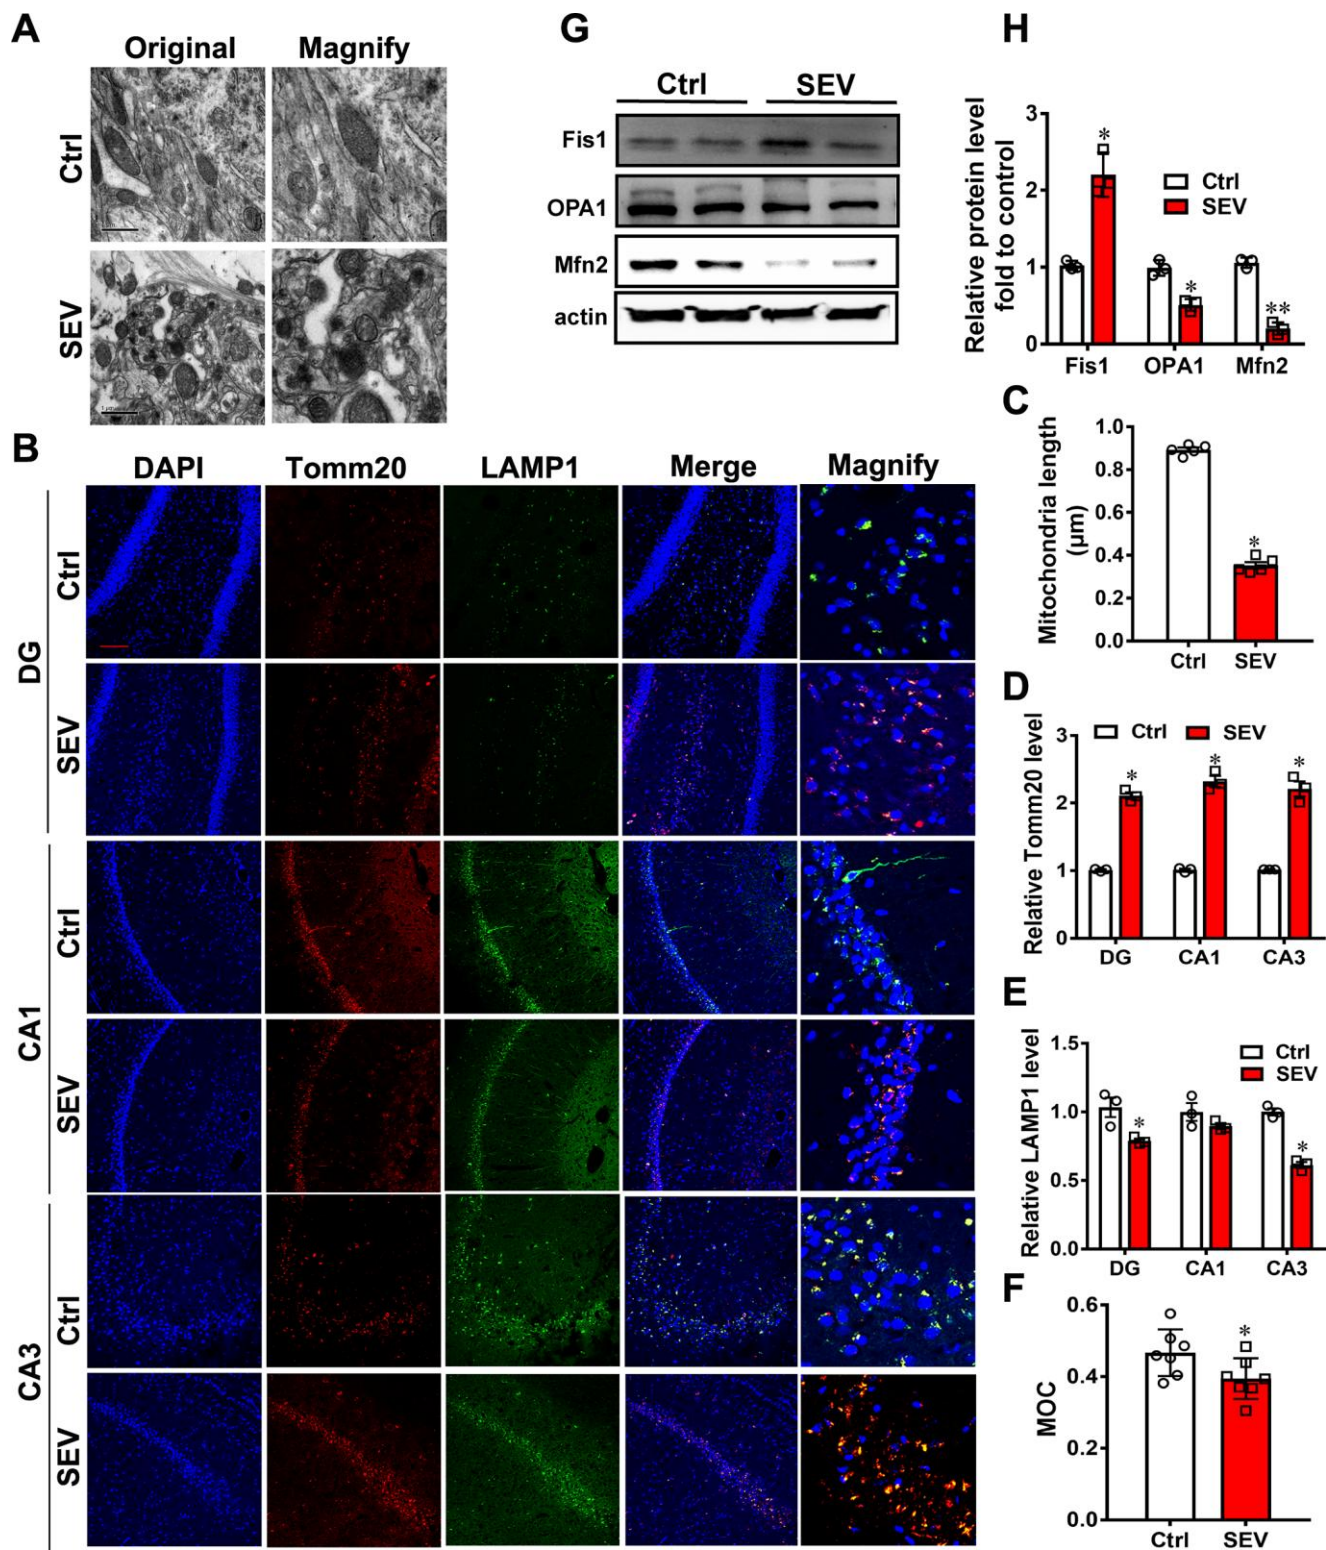 A
Original
Magnify
Ctrl
SEV
1 μm
G
Ctrl
SEV
Fis1
OPA1
Mfn2
actin
H
Relative protein level
fold to control
3
2
1
0
*
*
**
Ctrl
SEV
Fis1
OPA1
Mfn2
B
DAPI
Tomm20
LAMP1
Merge
Magnify
DG
Ctrl
SEV
CA1
Ctrl
SEV
CA3
Ctrl
SEV
C
Mitochondria length
(μm)
1.0
0.8
0.6
0.4
0.2
0.0
*
Ctrl
SEV
D
Relative Tomm20 level
3
2
1
0
Ctrl
SEV
*
*
*
DG
CA1
CA3
E
Relative LAMP1 level
1.5
1.0
0.5
0.0
Ctrl
SEV
*
*
DG
CA1
CA3
F
MOC
0.6
0.4
0.2
0.0
*
Ctrl
SEV